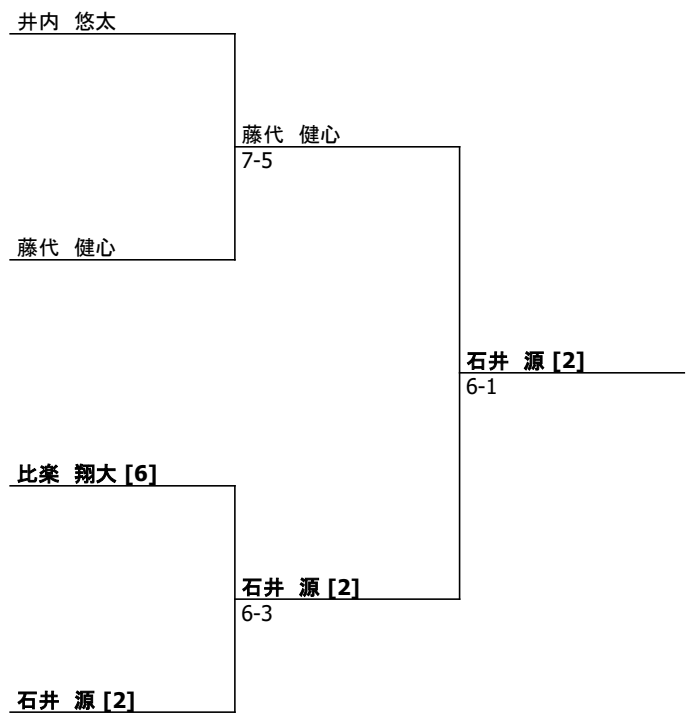 井内　悠太
藤代　健心
7-5
藤代　健心
石井　源 [2]
6-1
比楽　翔大 [6]
石井　源 [2]
6-3
石井　源 [2]